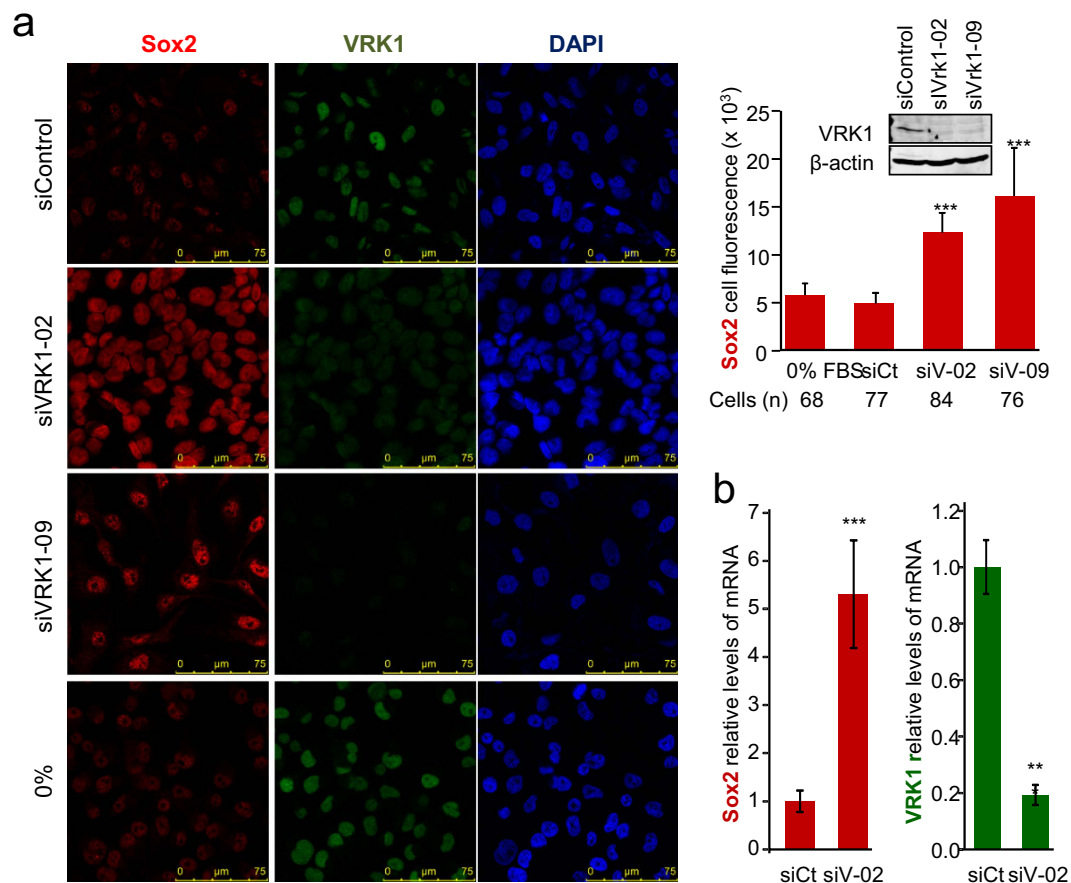 a
Sox2 VRK1 DAPI
siControl
0 µm 75
0 µm 75
0 µm 75
siVRK1-02
0 µm 75
0 µm 75
0 µm 75
siVRK1-09
0 µm 75
0 µm 75
0 µm 75
0%
0 µm 75
0 µm 75
0 µm 75
siControl
siVrk1-02
siVrk1-09
VRK1
β-actin
Sox2 cell fluorescence (x 10³)
25
20
15
10
5
0
***
***
0% FBS siCt siV-02 siV-09
Cells (n) 68 77 84 76
b
Sox2 relative levels of mRNA
7
6
5
4
3
2
1
0
***
siCt siV-02
VRK1 relative levels of mRNA
1.2
1.0
0.8
0.6
0.4
0.2
0.0
**
siCt siV-02